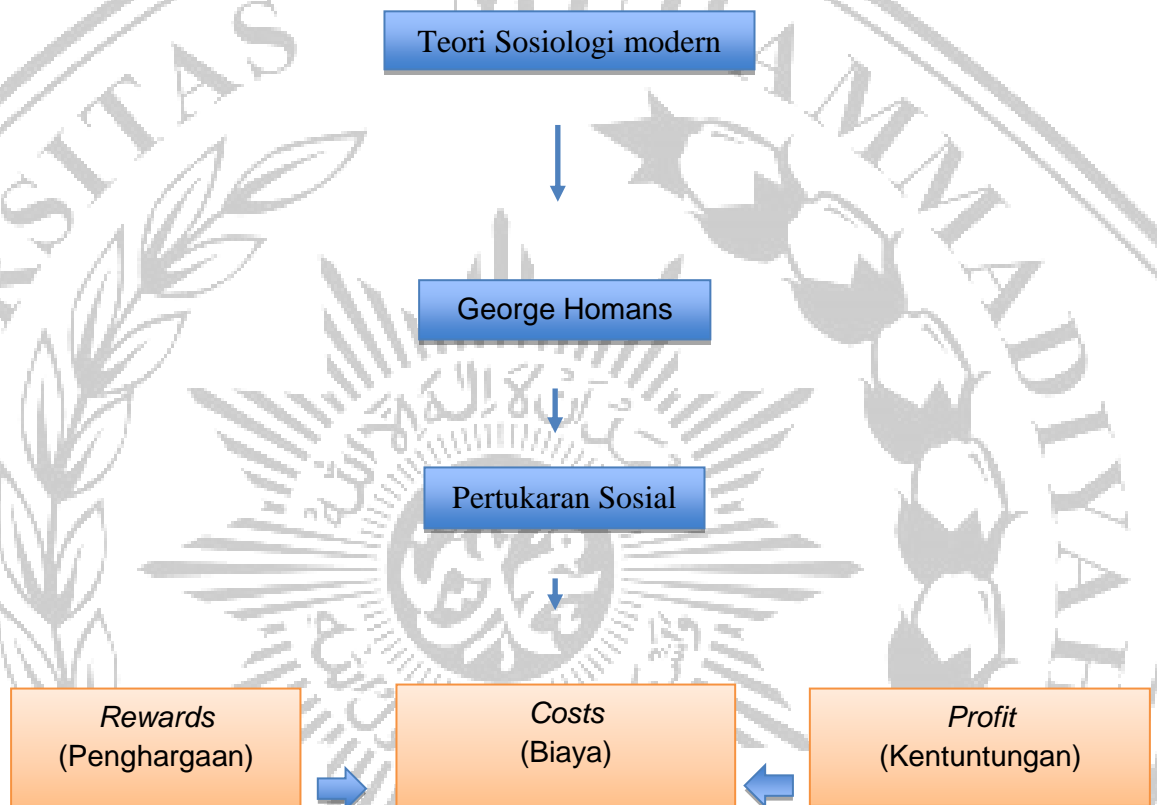 Teori Sosiologi modern
George Homans
Pertukaran Sosial
Rewards
(Penghargaan)
Costs
(Biaya)
Profit
(Kentuntungan)